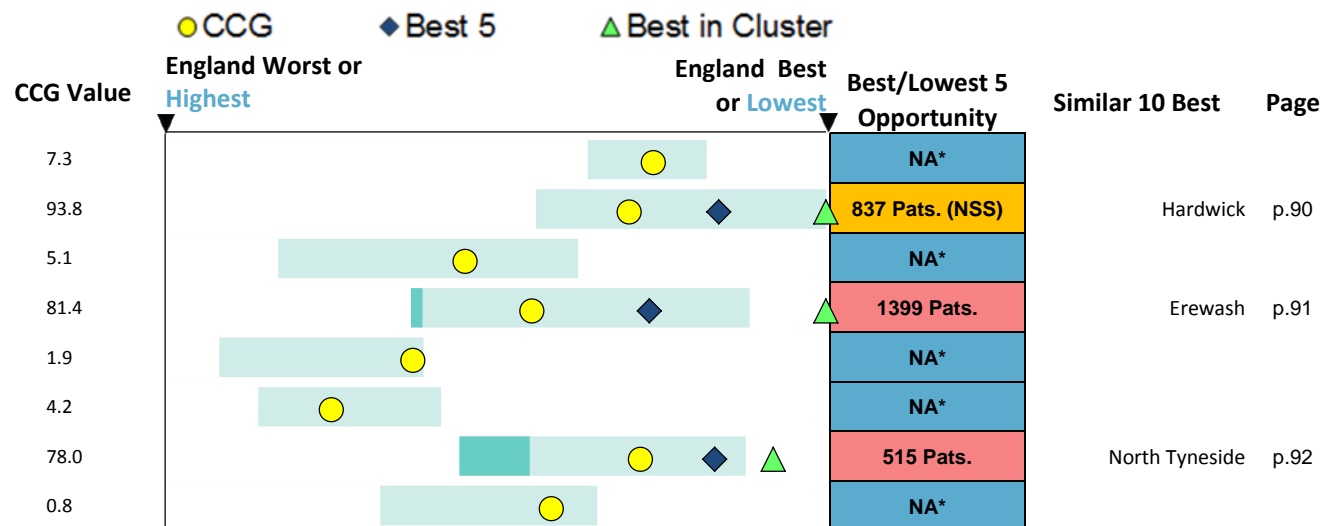 CCG Best 5 Best in Cluster
CCG Value England Worst or Highest England Best or Lowest Best/Lowest 5 Opportunity Similar 10 Best Page
7.3 NA*
93.8 837 Pats. (NSS) Hardwick p.90
5.1 NA*
81.4 1399 Pats. Erewash p.91
1.9 NA*
4.2 NA*
78.0 515 Pats. North Tyneside p.92
0.8 NA*